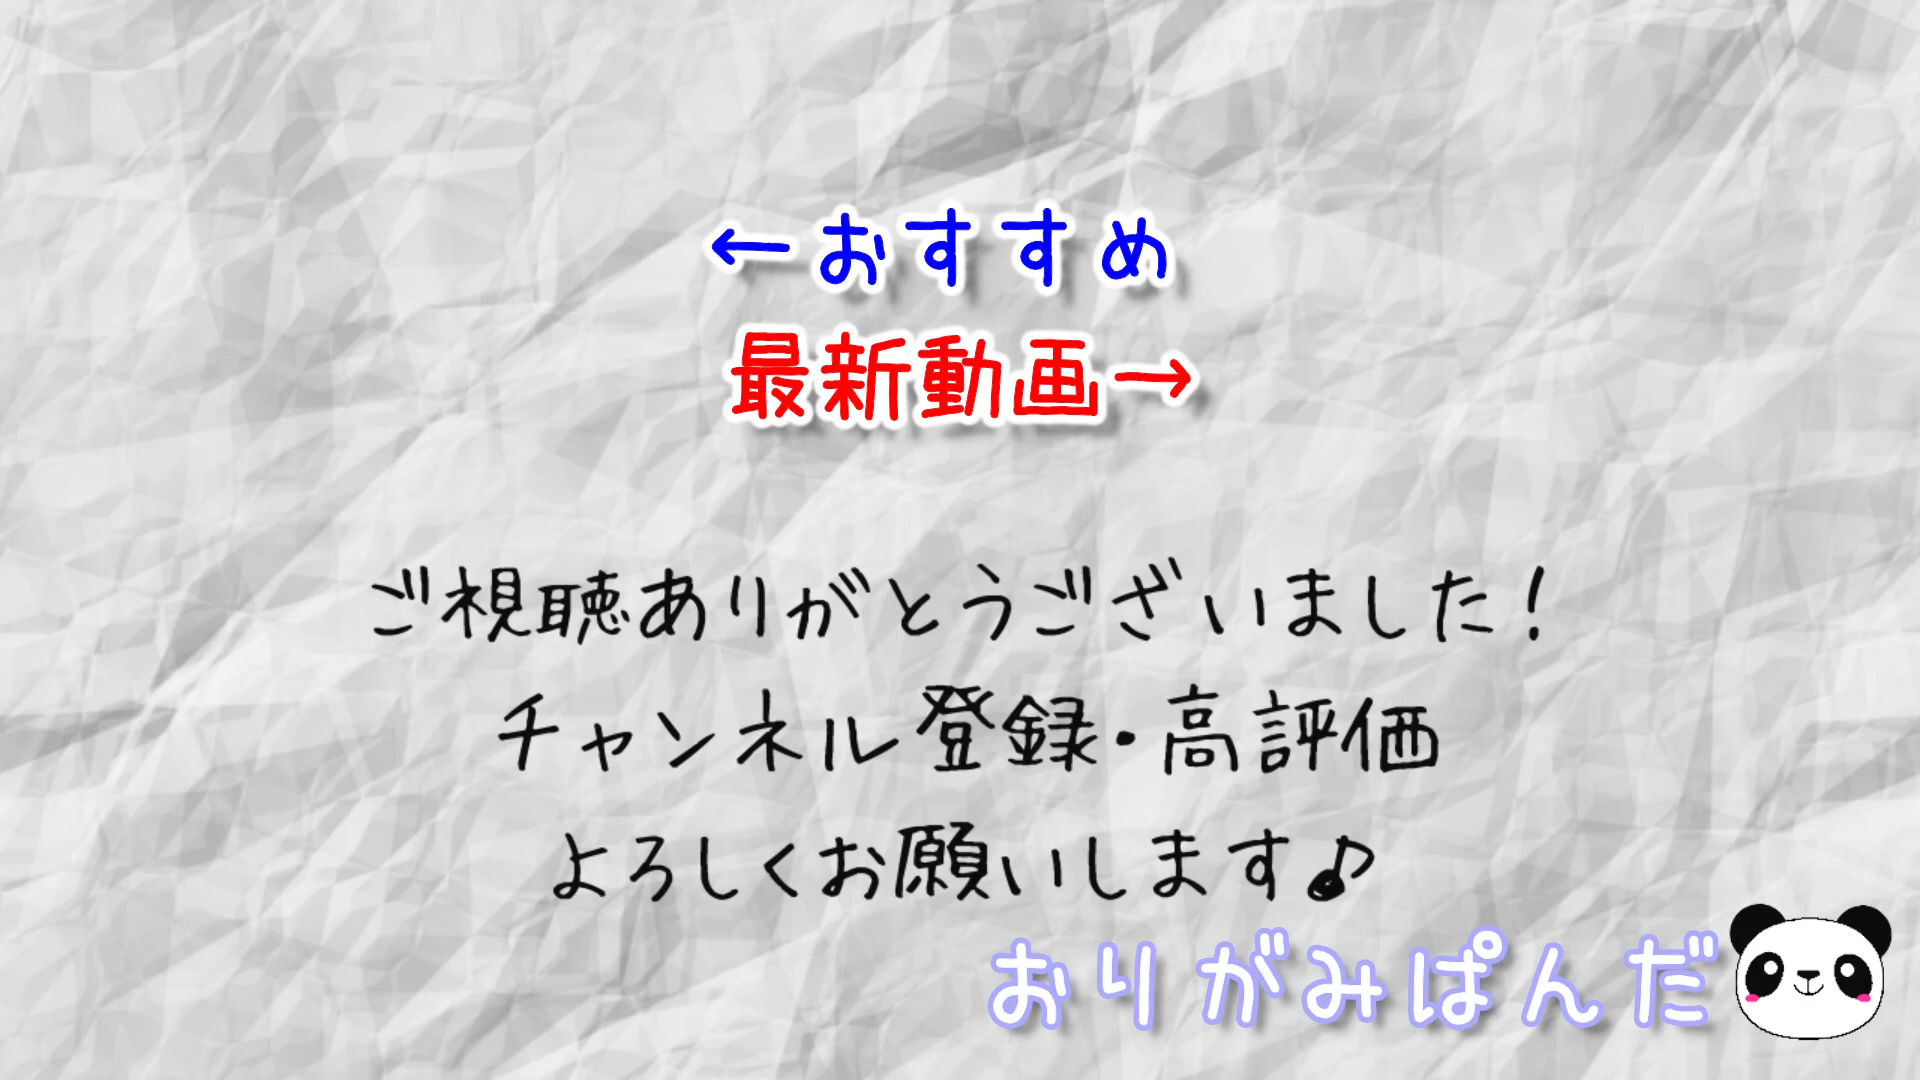 ←おすすめ
最新動画→
ご視聴ありがとうございました！
チャンネル登録・高評価
よろしくお願いします♪
おりがみぱんだ